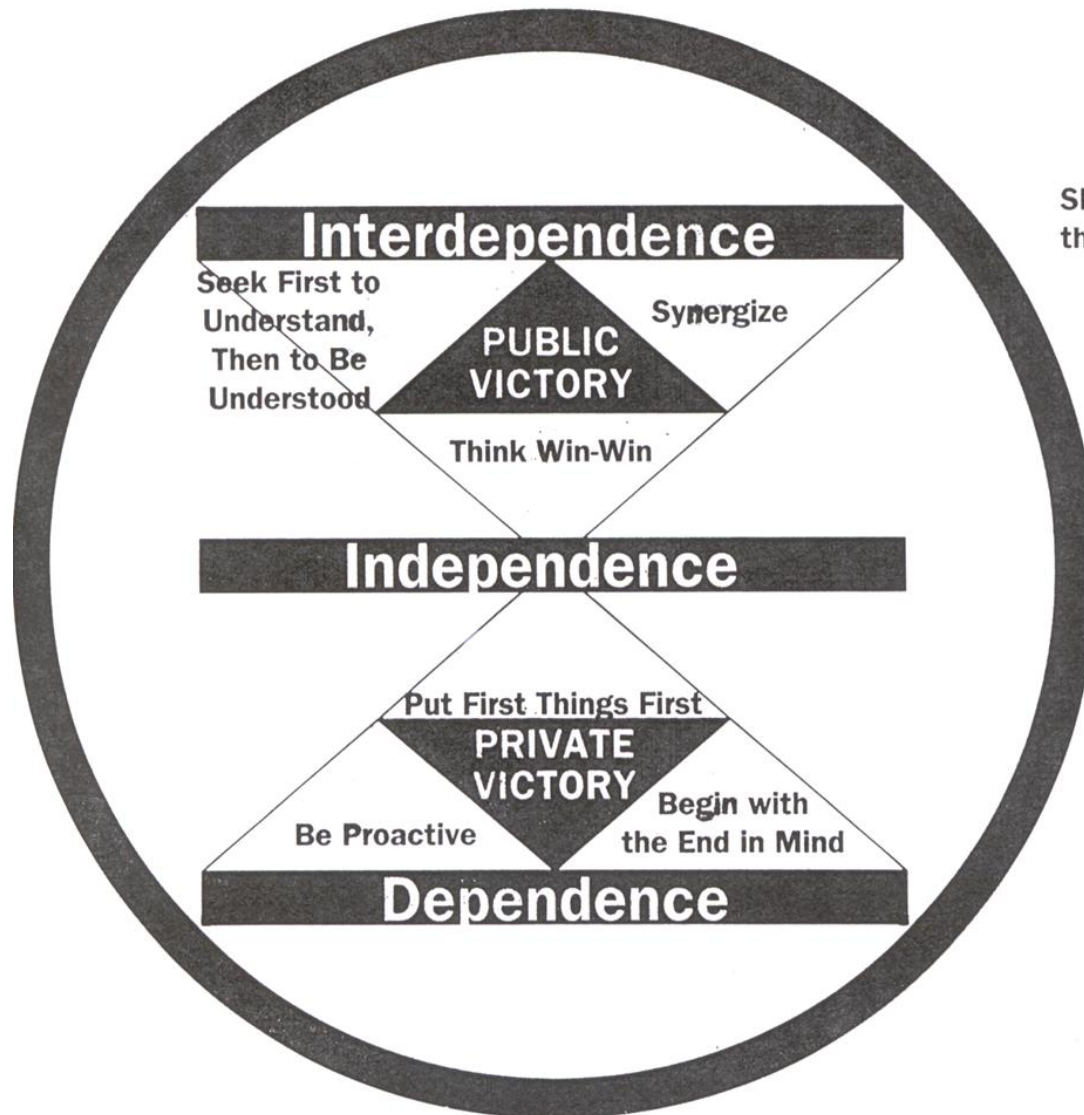 Interdependence
Seek First to
Understand,
Then to Be
Understood
PUBLIC
VICTORY
Synergize
Think Win-Win
Independence
Put First Things First
PRIVATE
VICTORY
Be Proactive
Begin with
the End in Mind
Dependence